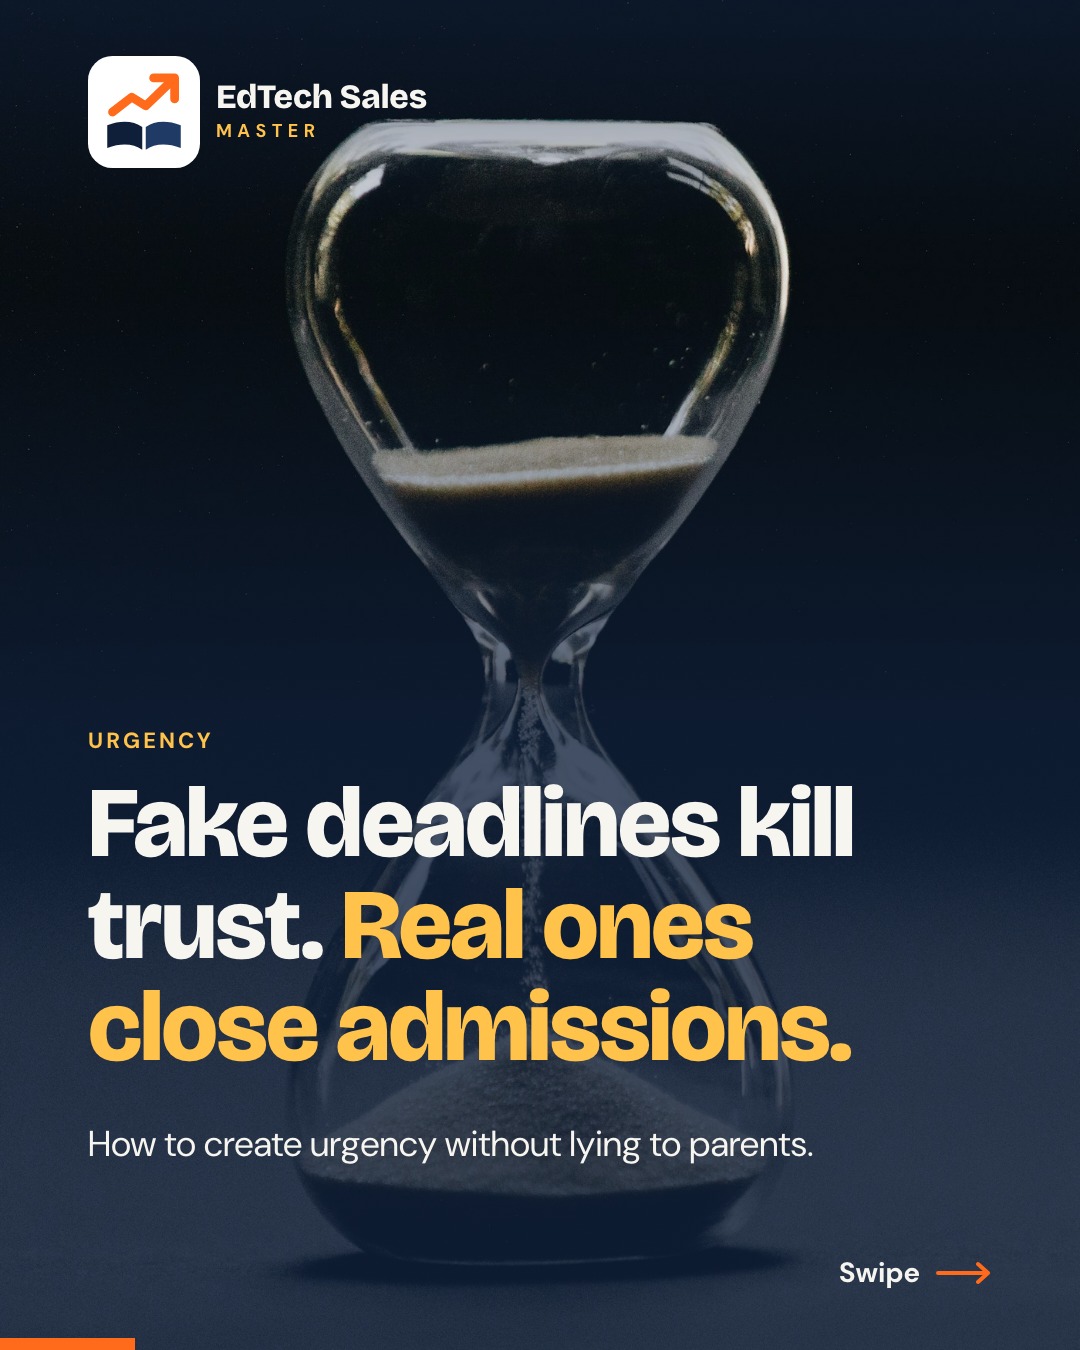 EdTech Sales
MASTER
URGENCY
Fake deadlines kill
trust. Real ones
close admissions.
How to create urgency without lying to parents.
Swipe